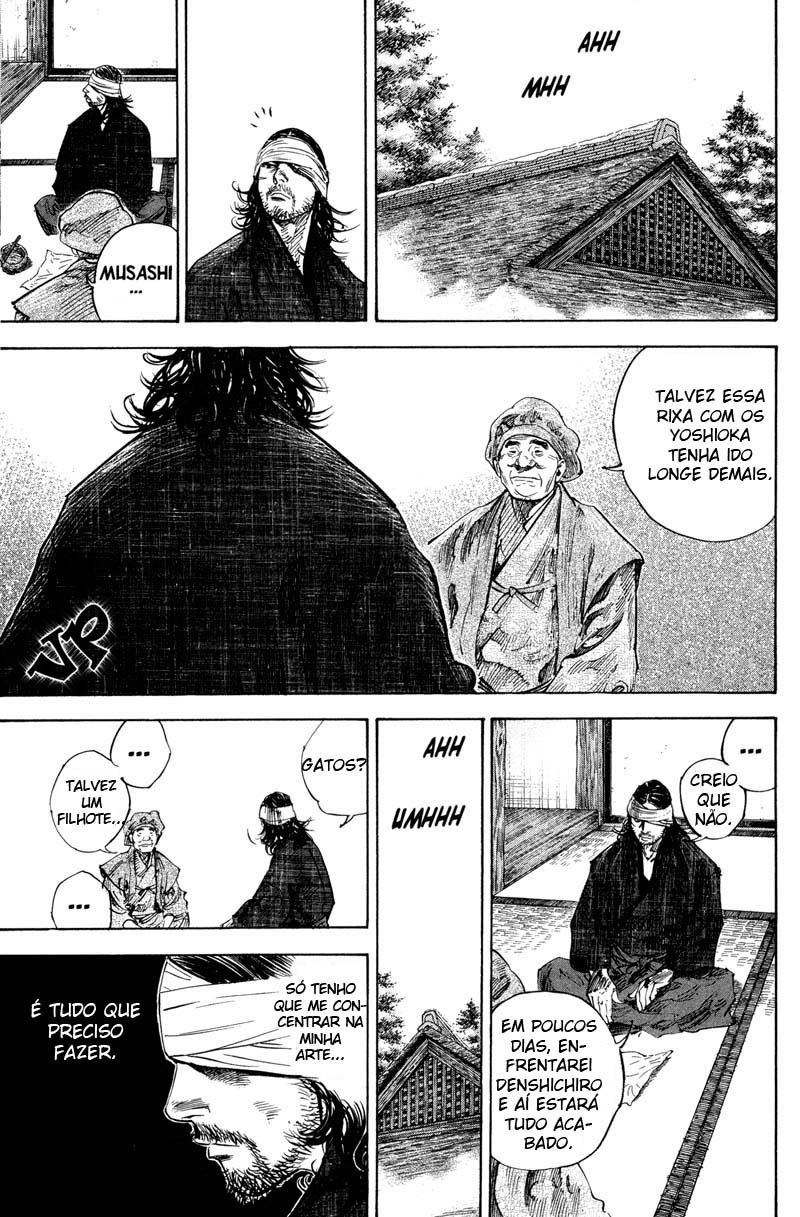 AHH
MHH
MUSASHI
...
TALVEZ ESSA
RIXA COM OS
YOSHIOKA
TENHA IDO
LONGE DEMAIS.
VP
...
CREIO
QUE
NÃO.
EM POUCOS
DIAS, EN-
FRENTAREI
DENSHICHIRO
E AÍ ESTARÁ
TUDO ACA-
BADO.
AHH
UMHHH
GATOS?
...
TALVEZ
UM
FILHOTE...
...
SÓ TENHO
QUE ME CON-
CENTRAR NA
MINHA
ARTE...
É TUDO QUE
PRECISO
FAZER.